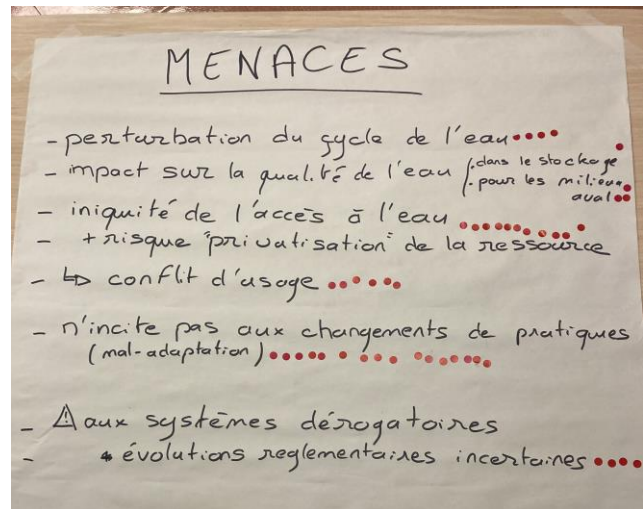 MENACES
- perturbation du cycle de l'eau
- impact sur la qualité de l'eau /. dans le stockage
/. pour les milieux
aval
- iniquité de l'accès à l'eau
- + risque "privatisation" de la ressource
- ↳ conflit d'usage
- n'incite pas aux changements de pratiques
(mal-adaptation)
- ⚠ aux systèmes dérogatoires
- évolutions reglementaires incertaines